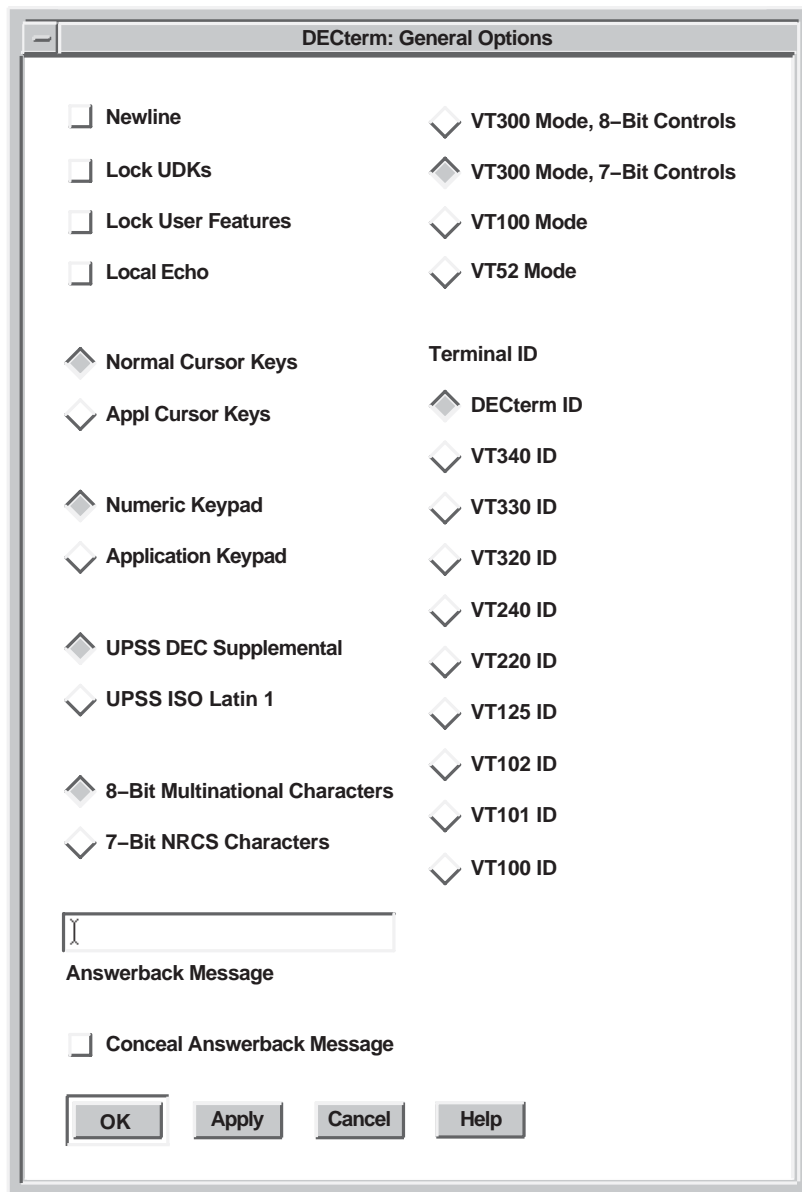 DECterm: General Options
Newline
Lock UDKs
Lock User Features
Local Echo
Normal Cursor Keys
Appl Cursor Keys
Numeric Keypad
Application Keypad
UPSS DEC Supplemental
UPSS ISO Latin 1
8−Bit Multinational Characters
7−Bit NRCS Characters
Answerback Message
Conceal Answerback Message
VT300 Mode, 8−Bit Controls
VT300 Mode, 7−Bit Controls
VT100 Mode
VT52 Mode
Terminal ID
DECterm ID
VT340 ID
VT330 ID
VT320 ID
VT240 ID
VT220 ID
VT125 ID
VT102 ID
VT101 ID
VT100 ID
OK
Apply
Cancel
Help